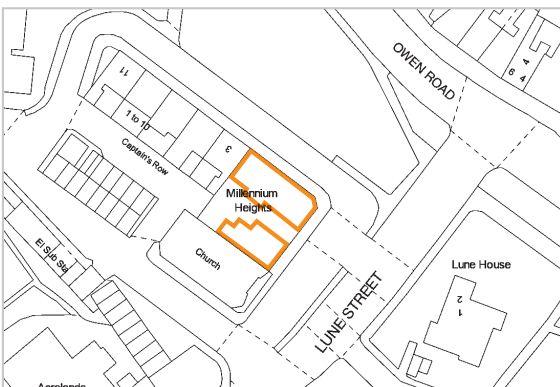 OWEN ROAD
4
6
4
11
1 to 10
Captain's Row
3
Millennium
Heights
Church
El Sub Sta
Lune House
1
2
LUNE STREET